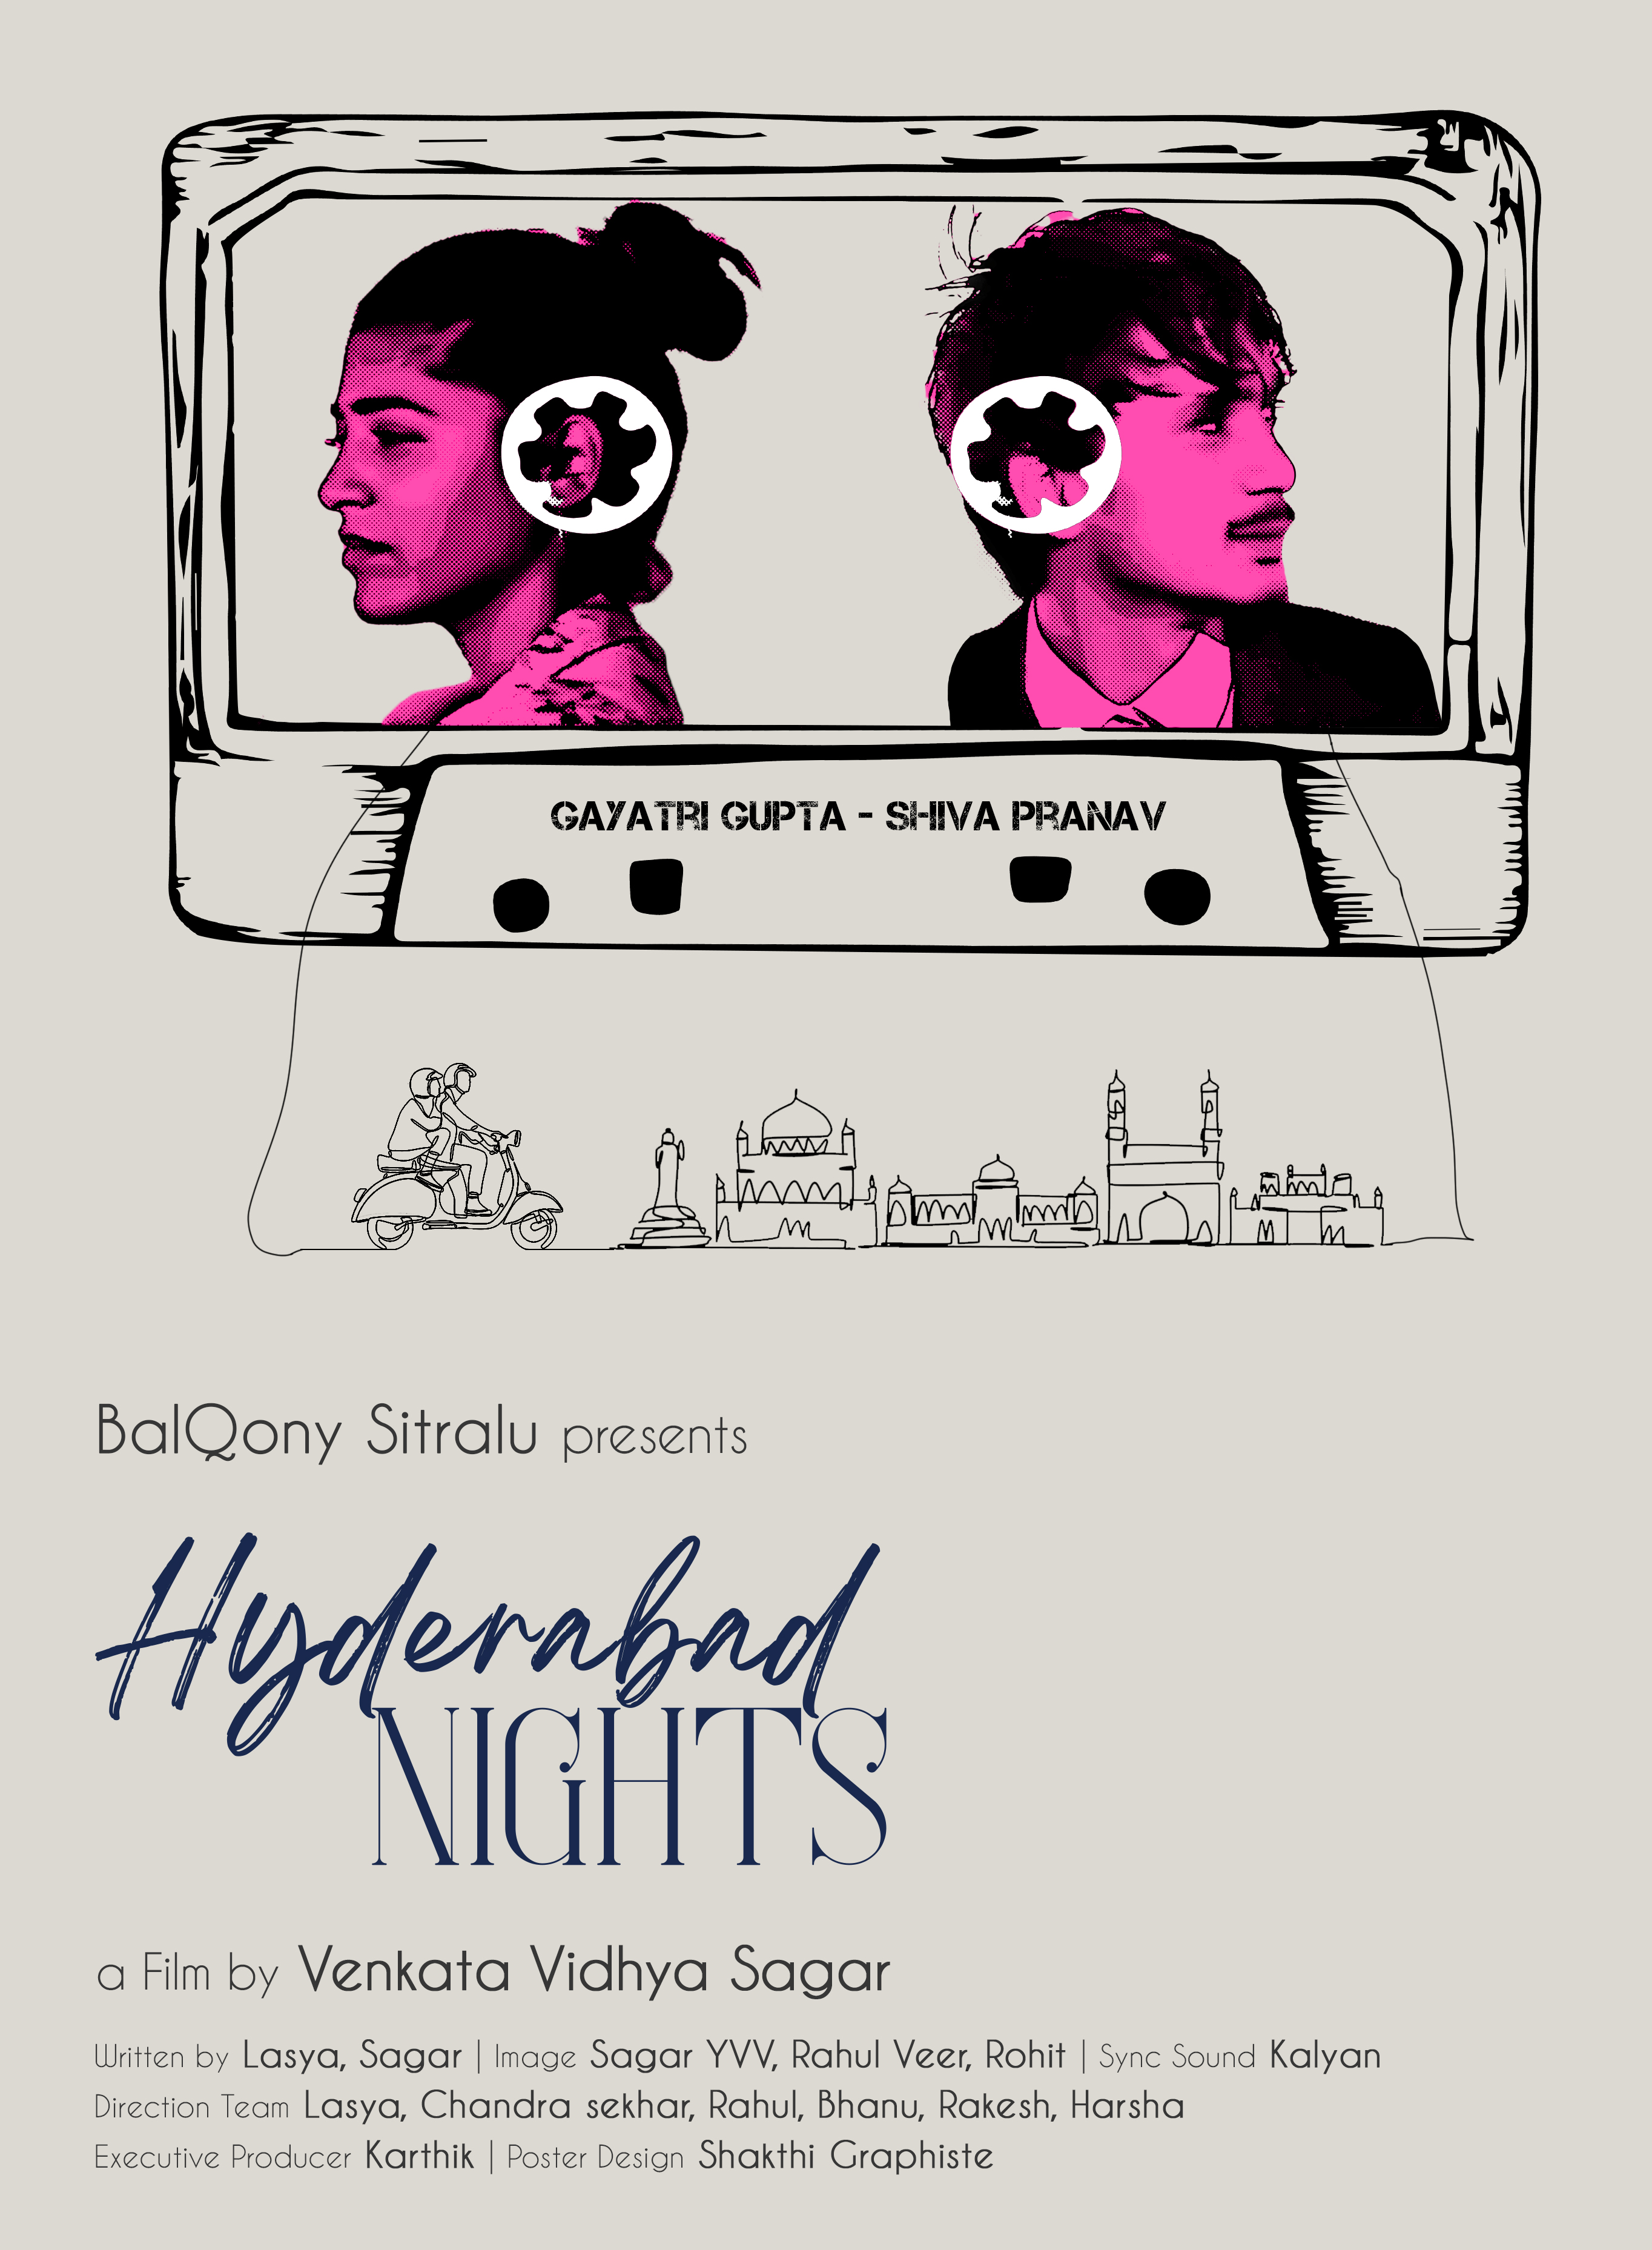 GAYATRI GUPTA - SHIVA PRANAV
BalQony Sitralu presents
Hyderabad
NIGHTS
a Film by Venkata Vidhya Sagar
Written by Lasya, Sagar | Image Sagar YVV, Rahul Veer, Rohit | Sync Sound Kalyan
Direction Team Lasya, Chandra sekhar, Rahul, Bhanu, Rakesh, Harsha
Executive Producer Karthik | Poster Design Shakthi Graphiste